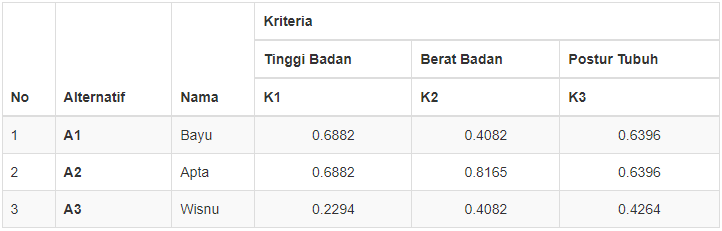 Kriteria
Tinggi Badan Berat Badan Postur Tubuh
No Alternatif Nama K1 K2 K3
1 A1 Bayu 0.6882 0.4082 0.6396
2 A2 Apta 0.6882 0.8165 0.6396
3 A3 Wisnu 0.2294 0.4082 0.4264